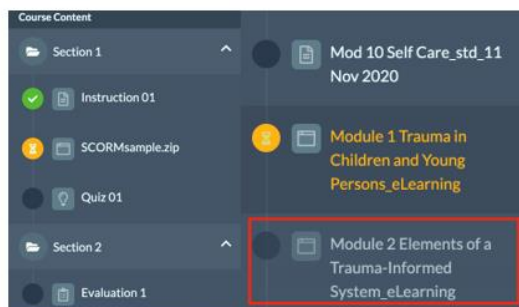 Course Content
Section 1
Instruction 01
SCORMsample.zip
Quiz 01
Section 2
Evaluation 1
Mod 10 Self Care_std_11
Nov 2020
Module 1 Trauma in
Children and Young
Persons_eLearning
Module 2 Elements of a
Trauma-Informed
System_eLearning